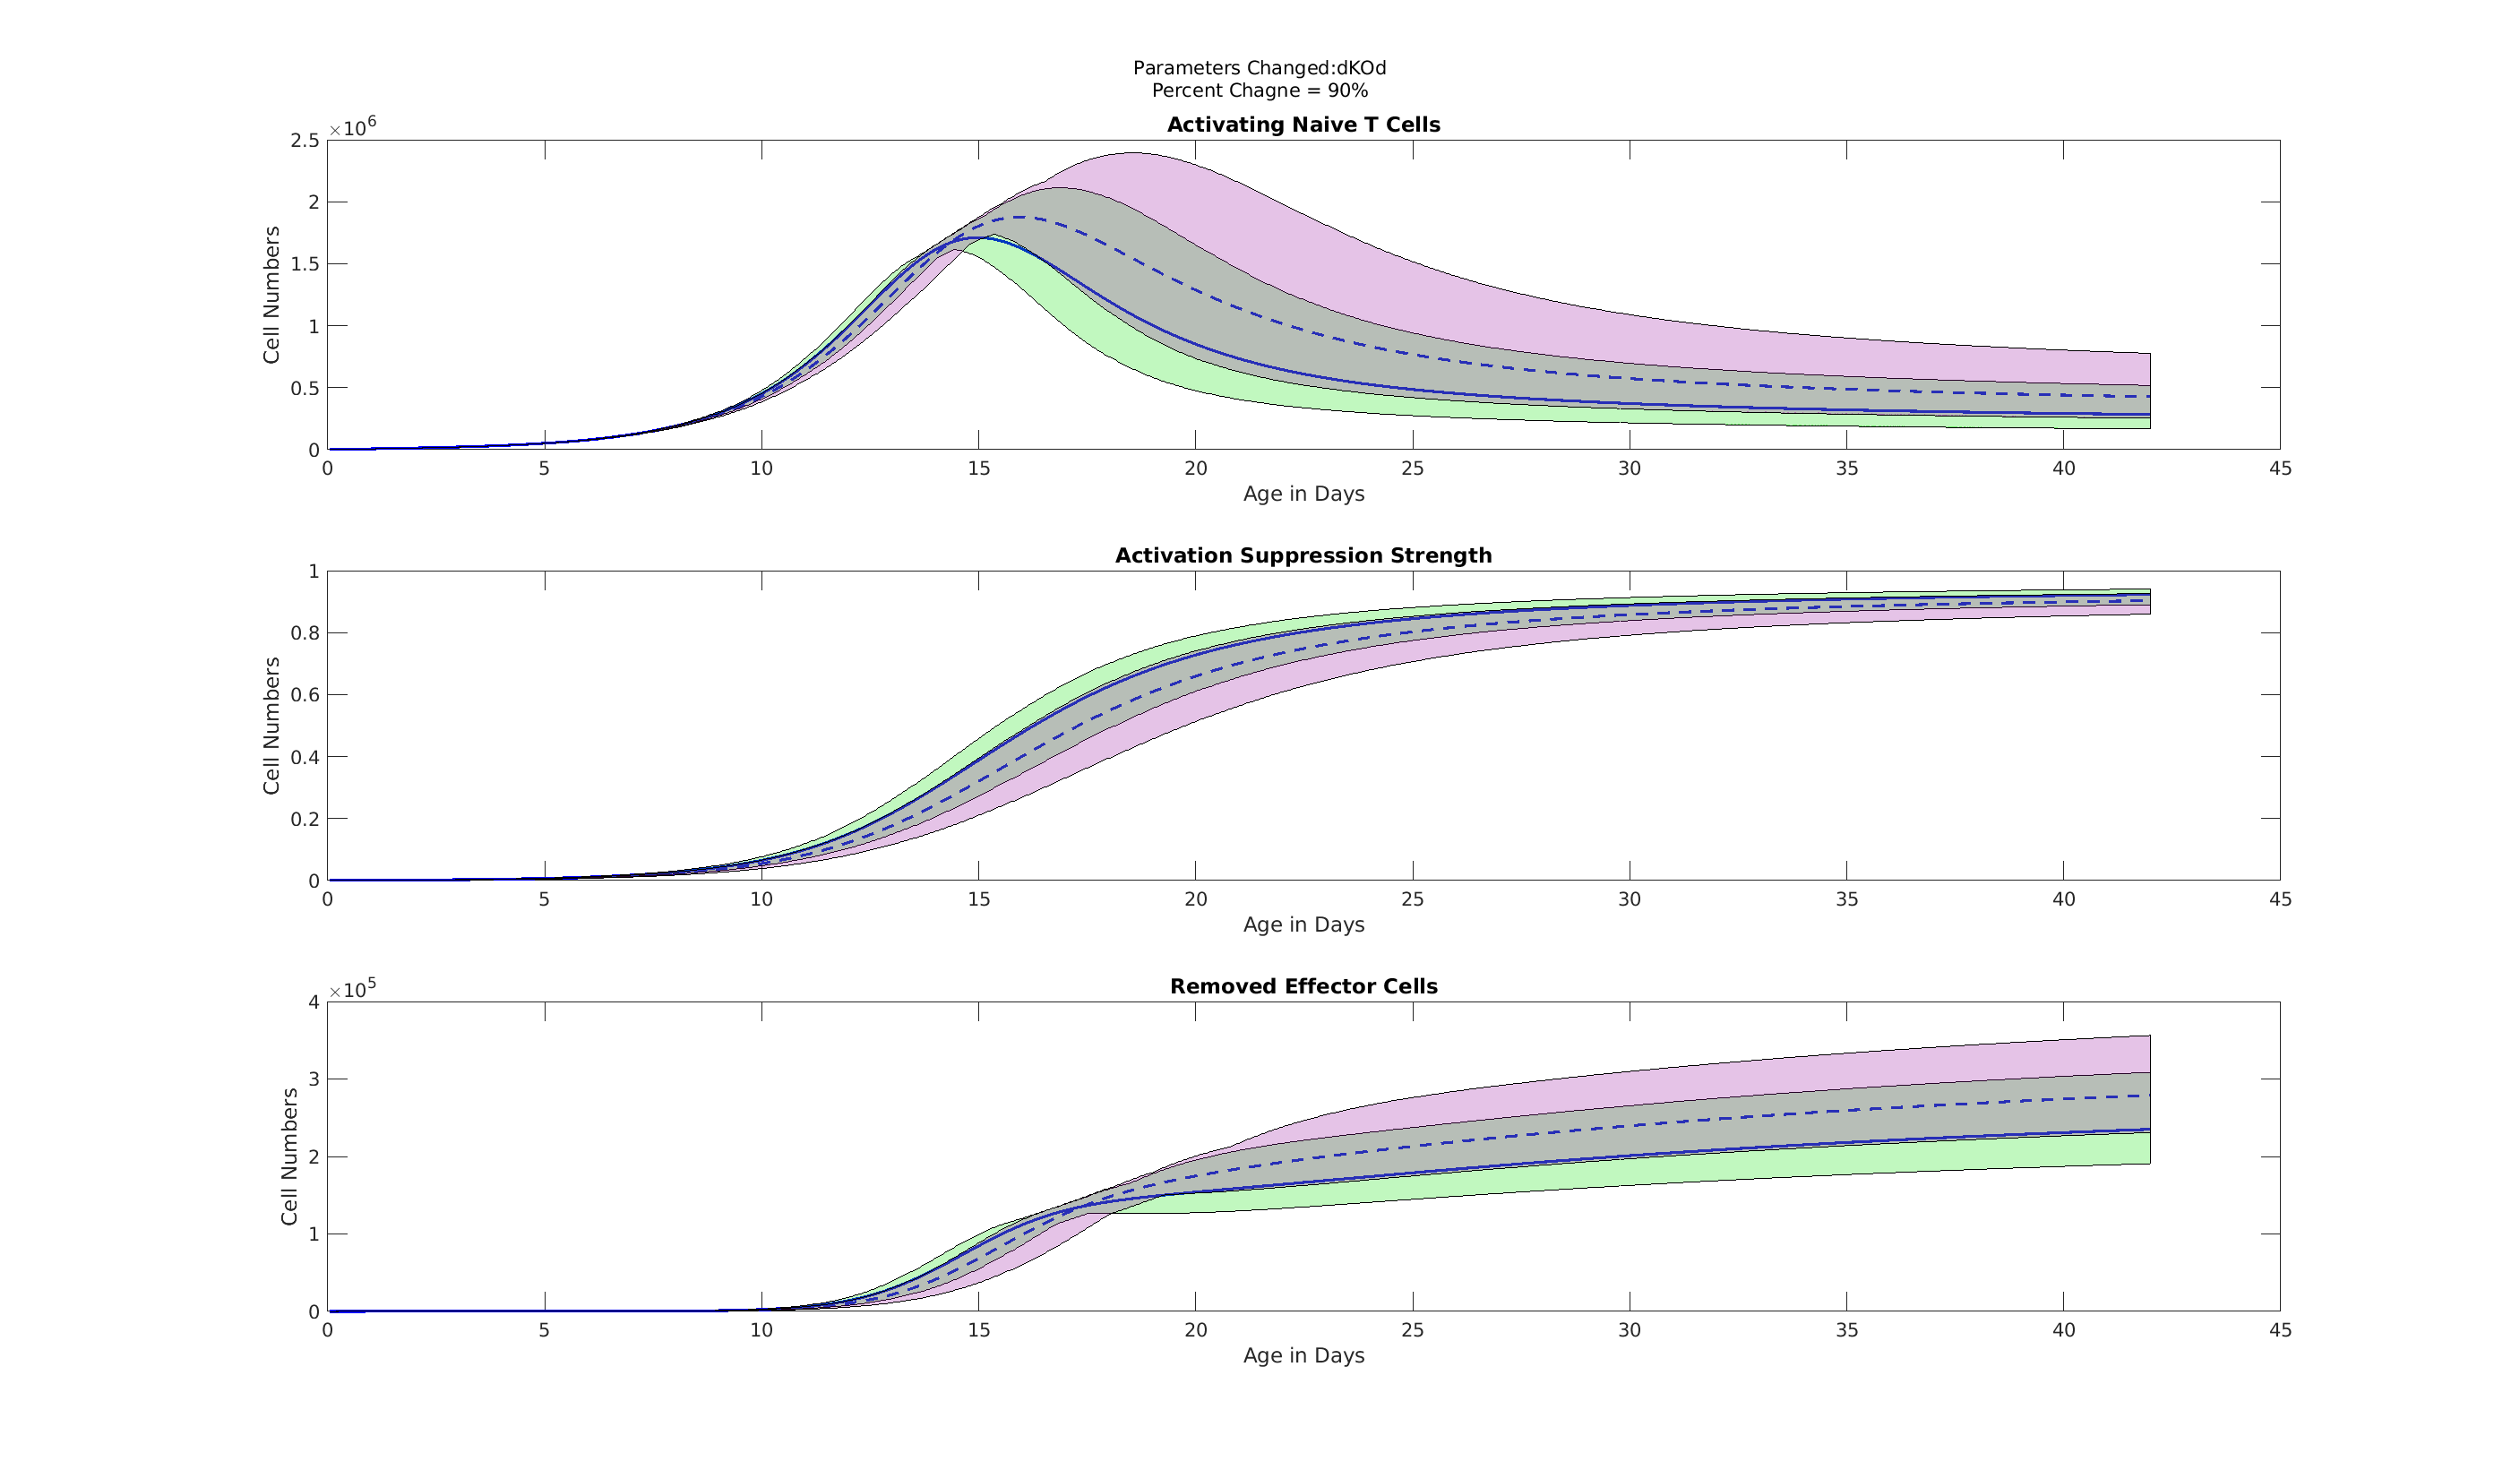 Parameters Changed:dKOd
Percent Chagne = 90%
Activating Naive T Cells
×10^6
2.5
2
1.5
1
0.5
0
Cell Numbers
0 5 10 15 20 25 30 35 40 45
Age in Days
Activation Suppression Strength
1
0.8
0.6
0.4
0.2
0
Cell Numbers
0 5 10 15 20 25 30 35 40 45
Age in Days
Removed Effector Cells
×10^5
4
3
2
1
0
Cell Numbers
0 5 10 15 20 25 30 35 40 45
Age in Days